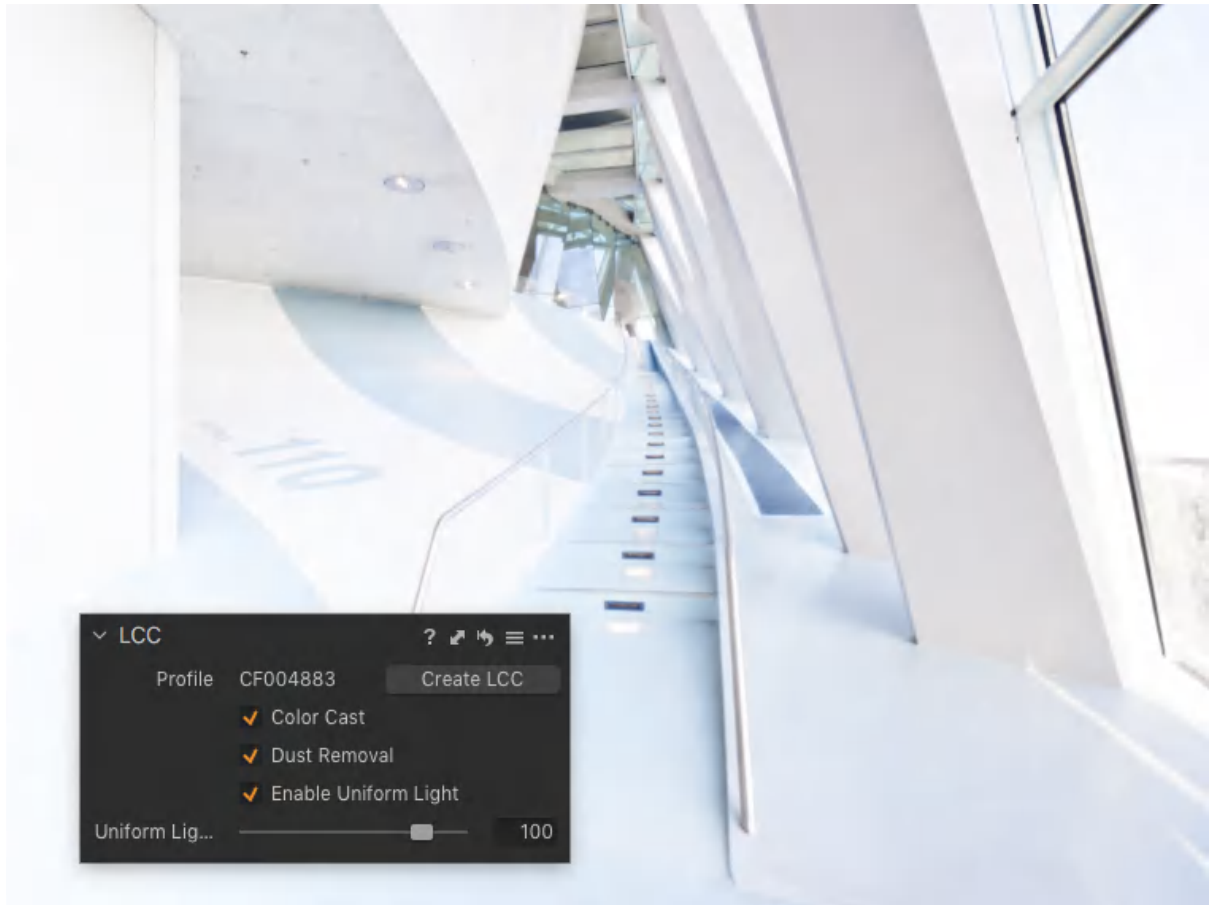 110
LCC ?
Profile CF004883 Create LCC
Color Cast
Dust Removal
Enable Uniform Light
Uniform Lig... 100